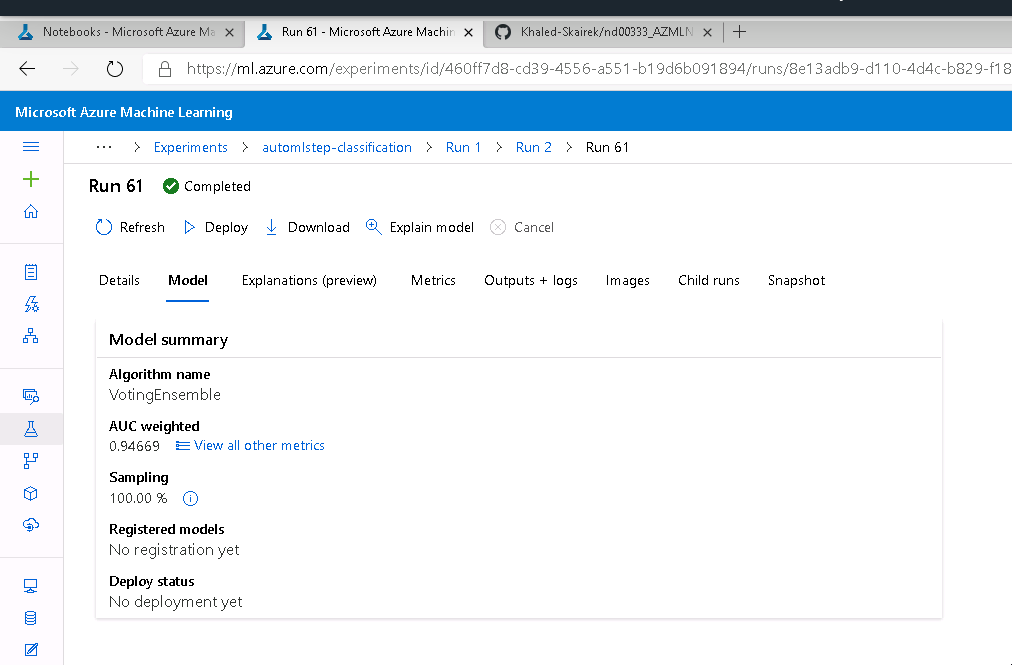 Notebooks - Microsoft Azure Ma
Run 61 - Microsoft Azure Machin
Khaled-Skairek/nd00333_AZMLN
https://ml.azure.com/experiments/id/460ff7d8-cd39-4556-a551-b19d6b091894/runs/8e13adb9-d110-4d4c-b829-f18
Microsoft Azure Machine Learning
... > Experiments > automlstep-classification > Run 1 > Run 2 > Run 61
Run 61 Completed
Refresh Deploy Download Explain model Cancel
Details Model Explanations (preview) Metrics Outputs + logs Images Child runs Snapshot
Model summary
Algorithm name
VotingEnsemble
AUC weighted
0.94669 View all other metrics
Sampling
100.00 %
Registered models
No registration yet
Deploy status
No deployment yet